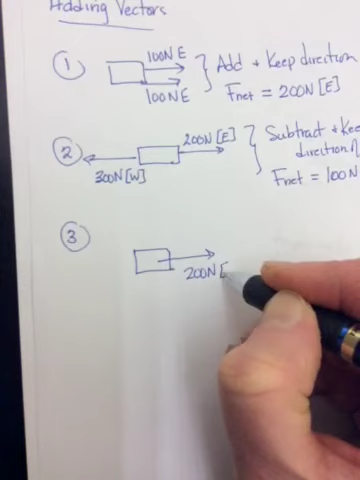 Adding Vectors
① 100N E
100N E
Add + Keep direction
Fnet = 200N [E]
② 200N [E]
300N [W]
Subtract + Kee
direction
Fnet = 100N
③
200N [